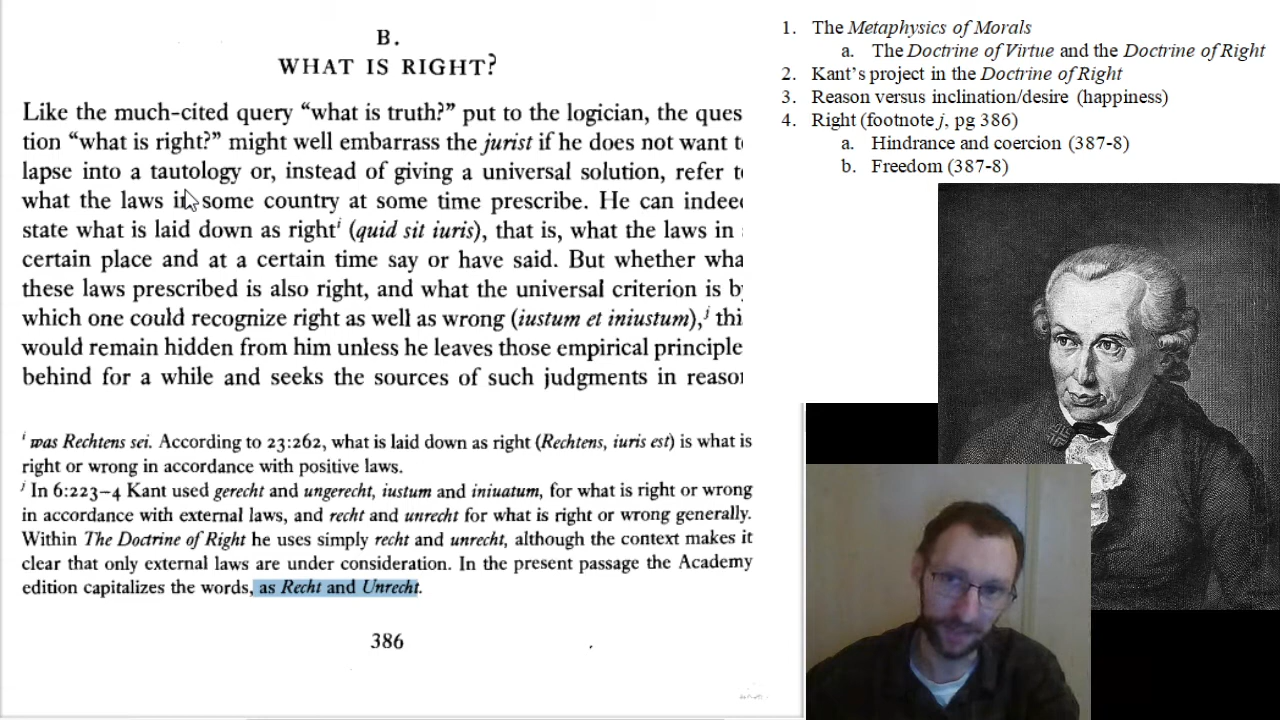 B.
WHAT IS RIGHT?
Like the much-cited query “what is truth?” put to the logician, the ques
tion “what is right?” might well embarrass the jurist if he does not want
lapse into a tautology or, instead of giving a universal solution, refer
what the laws in some country at some time prescribe. He can
state what is laid down as right i (quid sit iuris), that is, what the laws in
certain place and at a certain time say or have said. But whether
these laws prescribed is also right, and what the universal criterion is
which one could recognize right as well as wrong (iustum et iniustum), j
would remain hidden from him unless he leaves those empirical
behind for a while and seeks the sources of such judgments in
i was Rechtens sei. According to 23:262, what is laid down as right (Rechtens, iuris est) is what is
right or wrong in accordance with positive laws.
j In 6:223–4 Kant used gerecht and ungerecht, iustum and iniuatum, for what is right or wrong
in accordance with external laws, and recht and unrecht for what is right or wrong generally.
Within The Doctrine of Right he uses simply recht and unrecht, although the context makes it
clear that only external laws are under consideration. In the present passage the Academy
edition capitalizes the words, as Recht and Unrecht.
386
1. The Metaphysics of Morals
a. The Doctrine of Virtue and the Doctrine of Right
2. Kant’s project in the Doctrine of Right
3. Reason versus inclination/desire (happiness)
4. Right (footnote j, pg 386)
a. Hindrance and coercion (387-8)
b. Freedom (387-8)